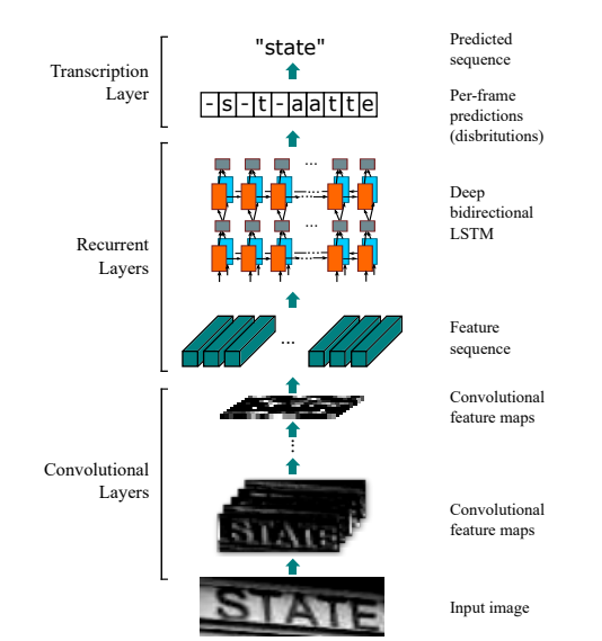 "state"
Predicted
sequence
Transcription
Layer
-s-t-aatte
Per-frame
predictions
(disbritutions)
Recurrent
Layers
Deep
bidirectional
LSTM
...
Feature
sequence
...
Convolutional
feature maps
Convolutional
Layers
STATE
Convolutional
feature maps
STATE
Input image